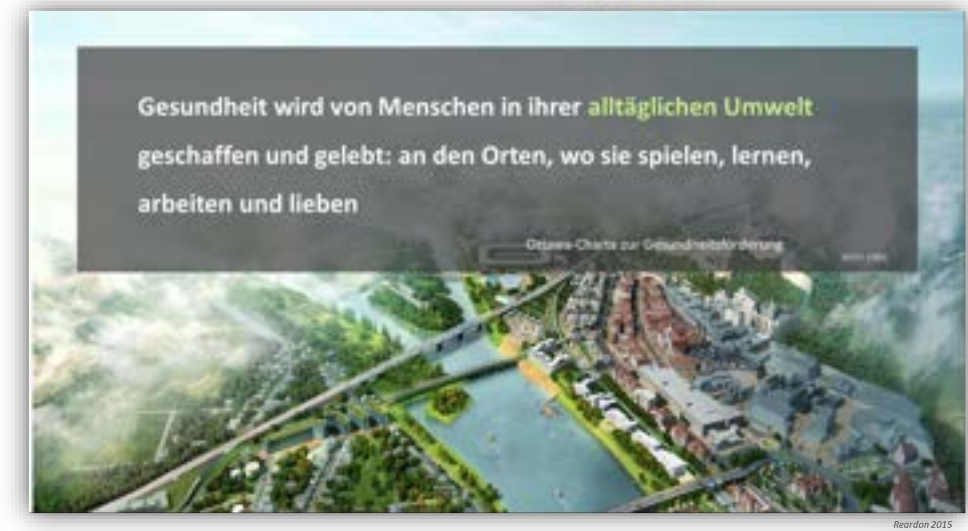 Gesundheit wird von Menschen in ihrer alltäglichen Umwelt
geschaffen und gelebt: an den Orten, wo sie spielen, lernen,
arbeiten und lieben
Ottawa-Charta zur Gesundheitsförderung
Reardon 2015